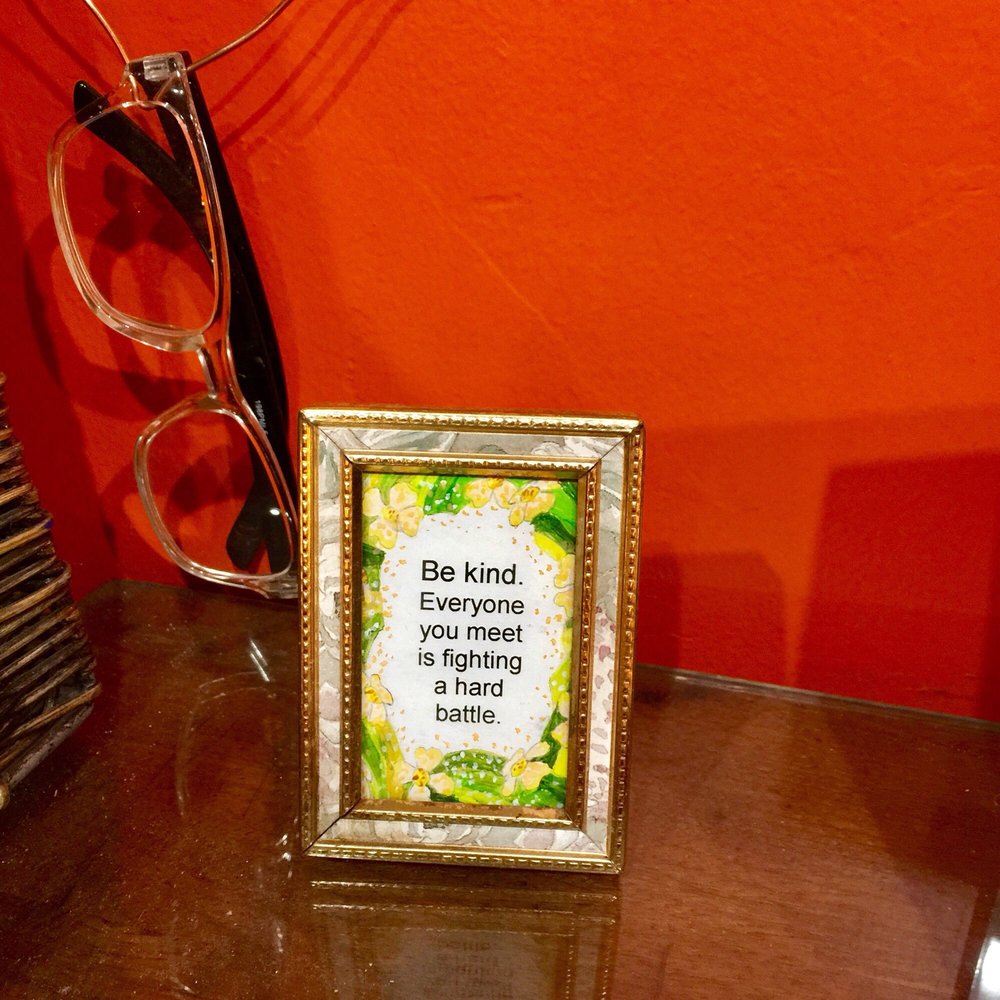 Be kind.
Everyone
you meet
is fighting
a hard
battle.